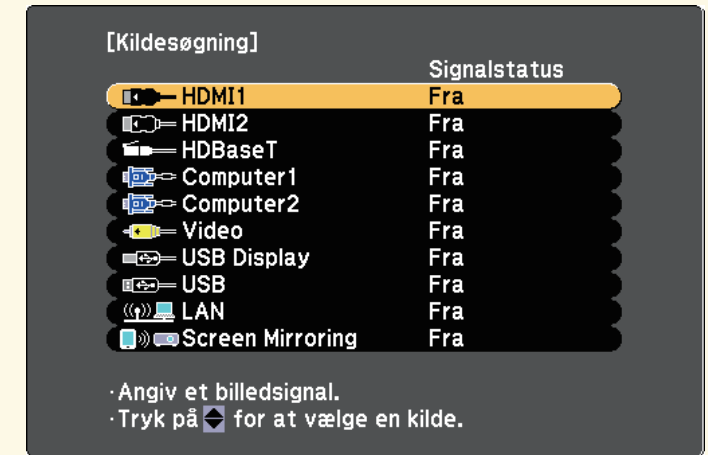 [Kildesøgning]
Signalstatus
HDMI1 Fra
HDMI2 Fra
HDBaseT Fra
Computer1 Fra
Computer2 Fra
Video Fra
USB Display Fra
USB Fra
LAN Fra
Screen Mirroring Fra
·Angiv et billedsignal.
·Tryk på for at vælge en kilde.